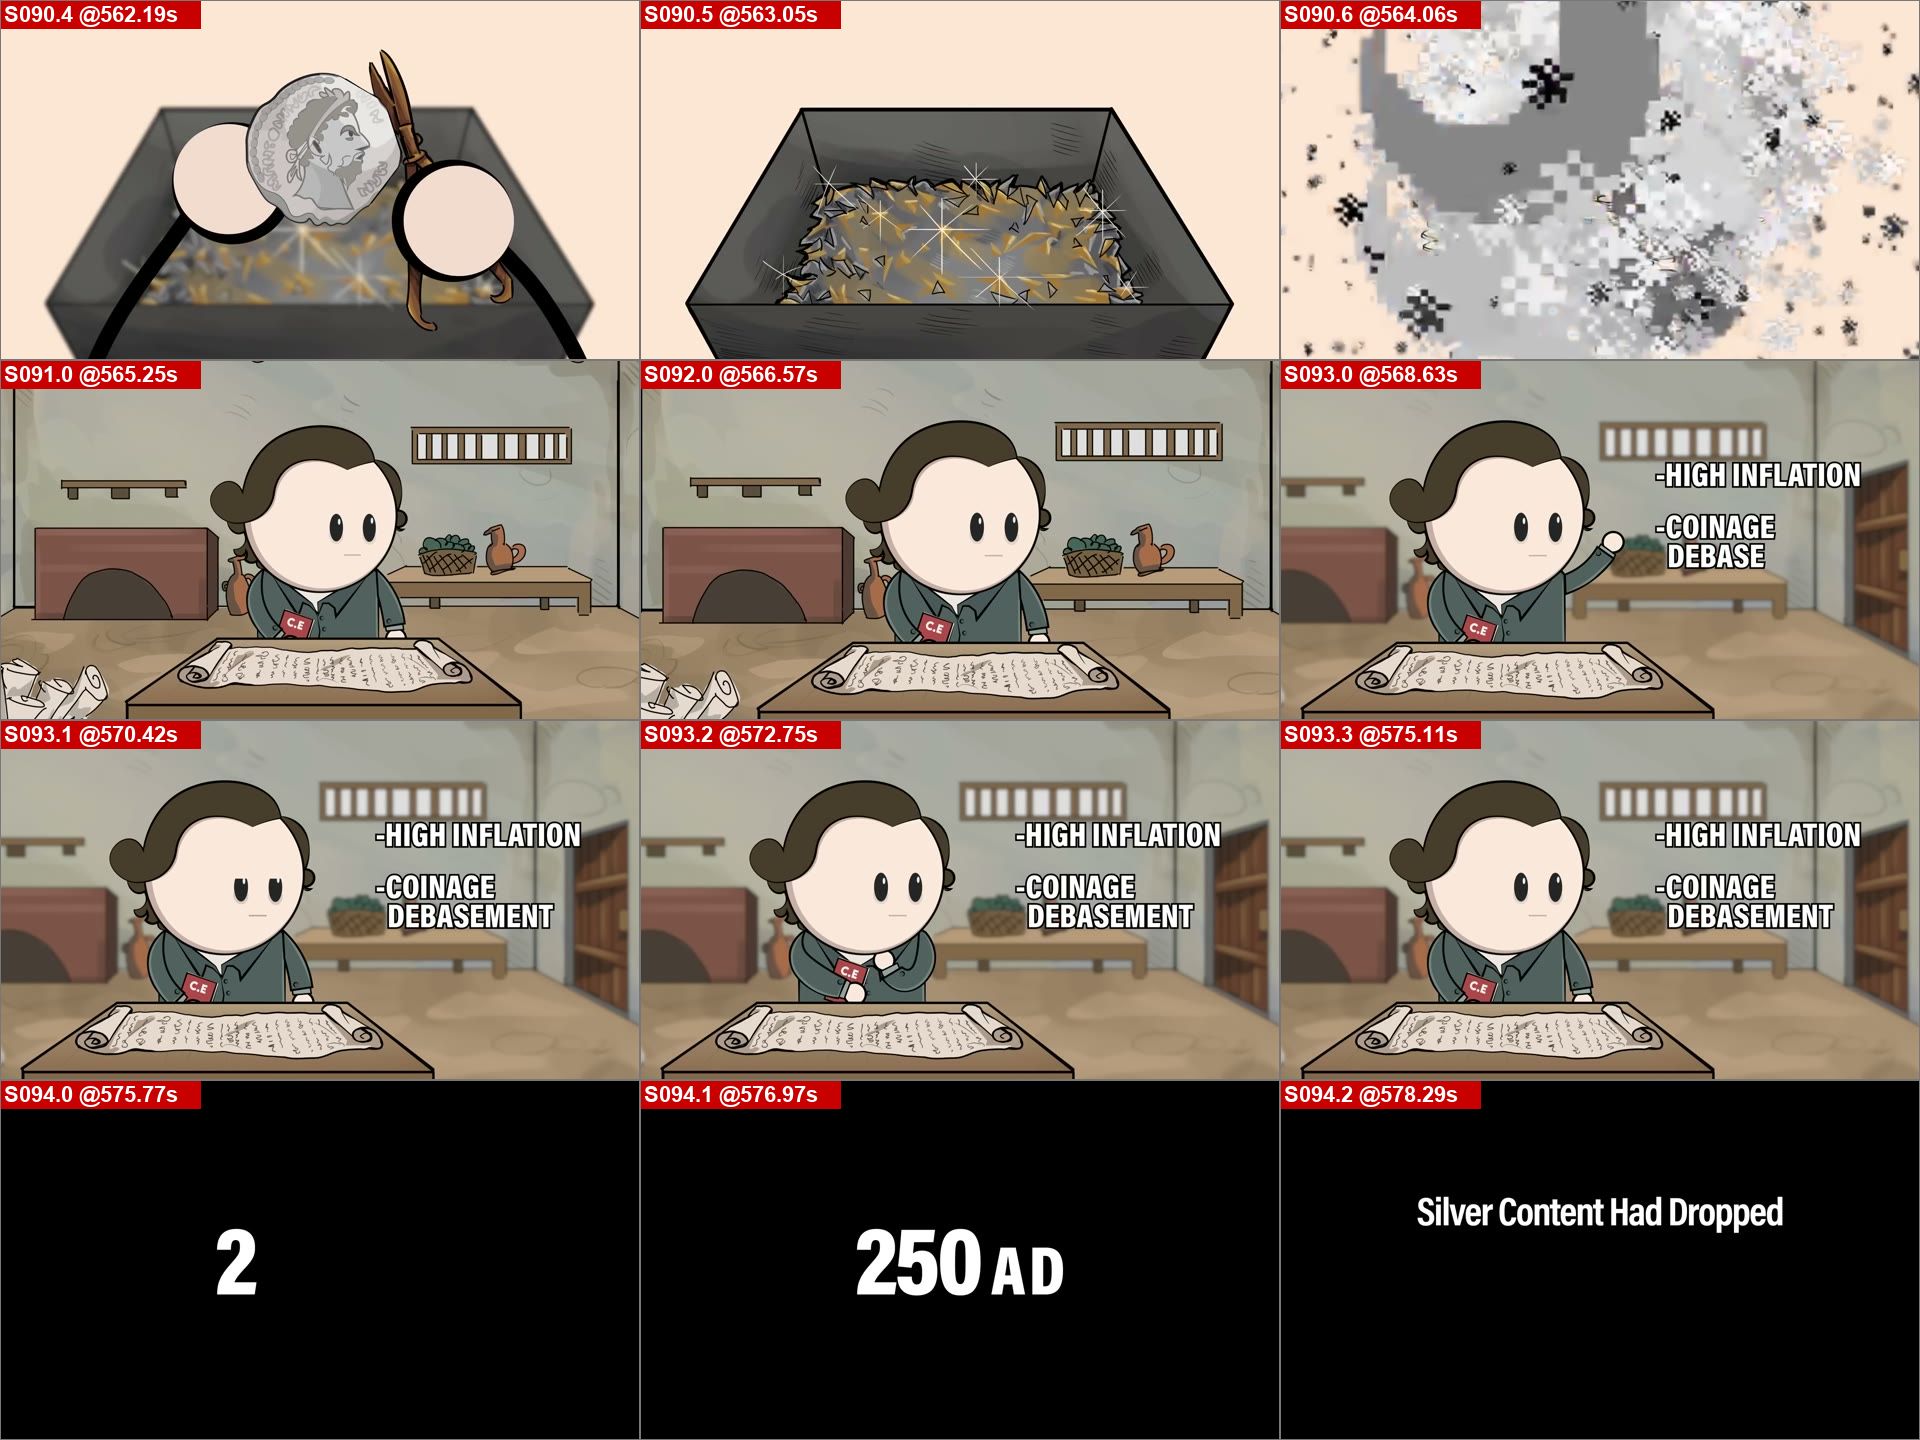 S090.4 @562.19s
S090.5 @563.05s
S090.6 @564.06s
S091.0 @565.25s
C.E
S092.0 @566.57s
C.E
S093.0 @568.63s
-HIGH INFLATION
-COINAGE
DEBASE
C.E
S093.1 @570.42s
-HIGH INFLATION
-COINAGE
DEBASEMENT
C.E
S093.2 @572.75s
-HIGH INFLATION
-COINAGE
DEBASEMENT
C.E
S093.3 @575.11s
-HIGH INFLATION
-COINAGE
DEBASEMENT
C.E
S094.0 @575.77s
2
S094.1 @576.97s
250 AD
S094.2 @578.29s
Silver Content Had Dropped